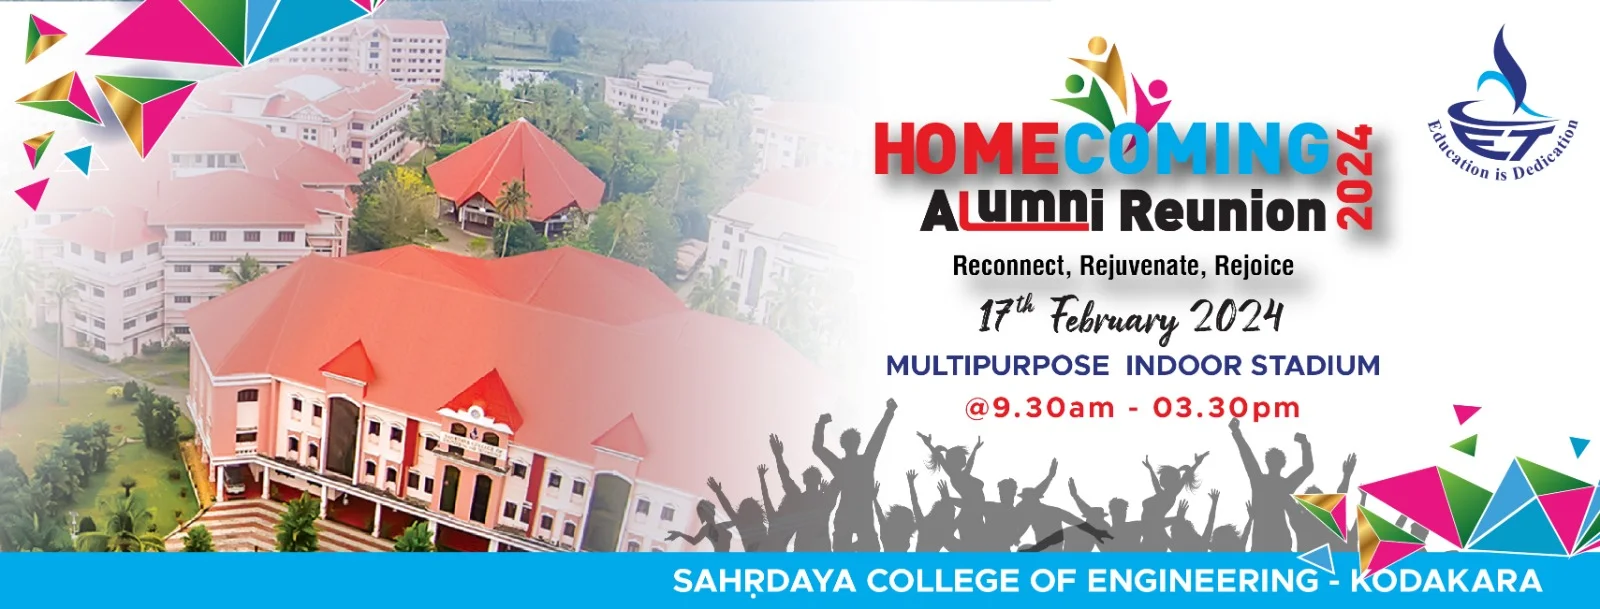 HOMECOMING 2024
Alumni Reunion
Reconnect, Rejuvenate, Rejoice
17th February 2024
MULTIPURPOSE INDOOR STADIUM
@9.30am - 03.30pm
SAHṚDAYA COLLEGE OF ENGINEERING - KODAKARA
ET
Education is Dedication